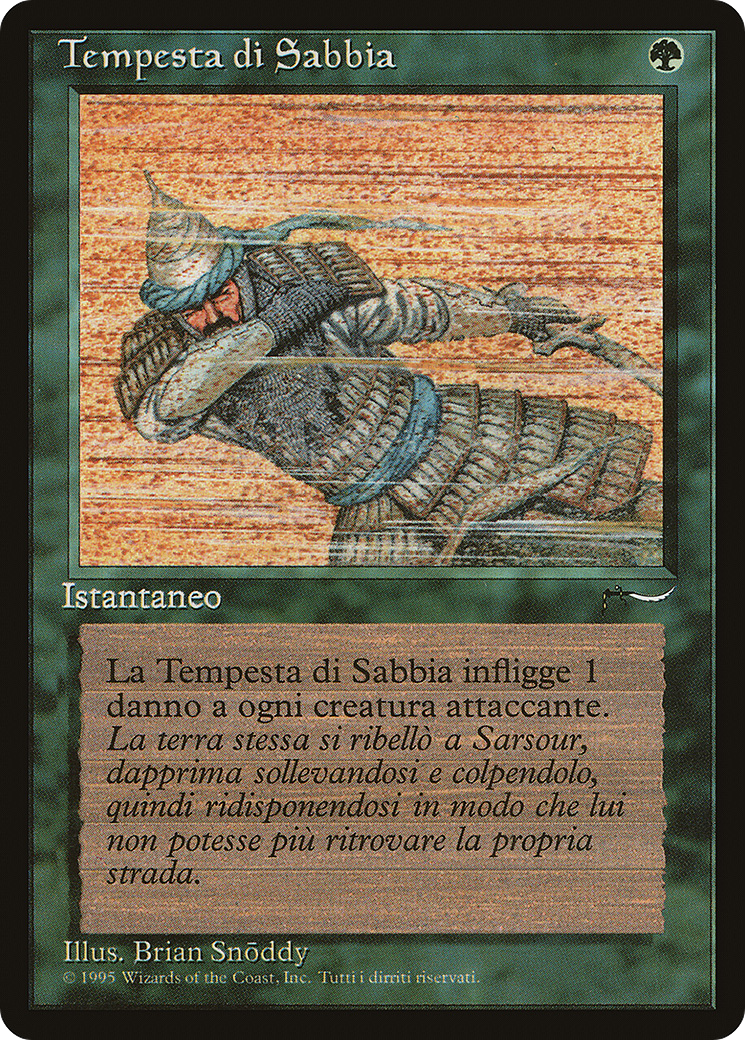 Tempesta di Sabbia
Istantaneo
La Tempesta di Sabbia infligge 1
danno a ogni creatura attaccante.
La terra stessa si ribellò a Sarsour,
dapprima sollevandosi e colpendolo,
quindi ridisponendosi in modo che lui
non potesse più ritrovare la propria
strada.
Illus. Brian Snōddy
© 1995 Wizards of the Coast, Inc. Tutti i dirriti riservati.